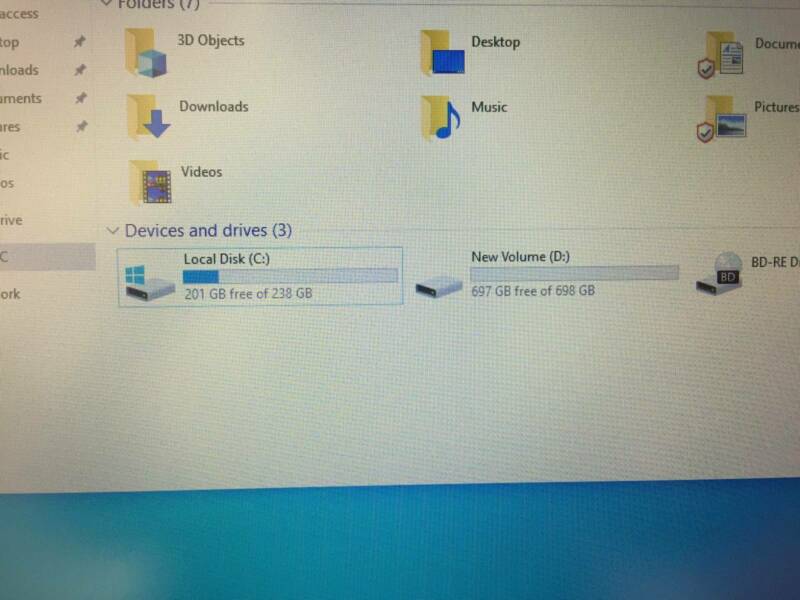 access
Folders (7)
top
3D Objects
Desktop
Docume
nloads
uments
Downloads
Music
Pictures
ures
ic
Videos
os
rive
Devices and drives (3)
C
Local Disk (C:)
New Volume (D:)
BD-RE D
BD
201 GB free of 238 GB
697 GB free of 698 GB
ork